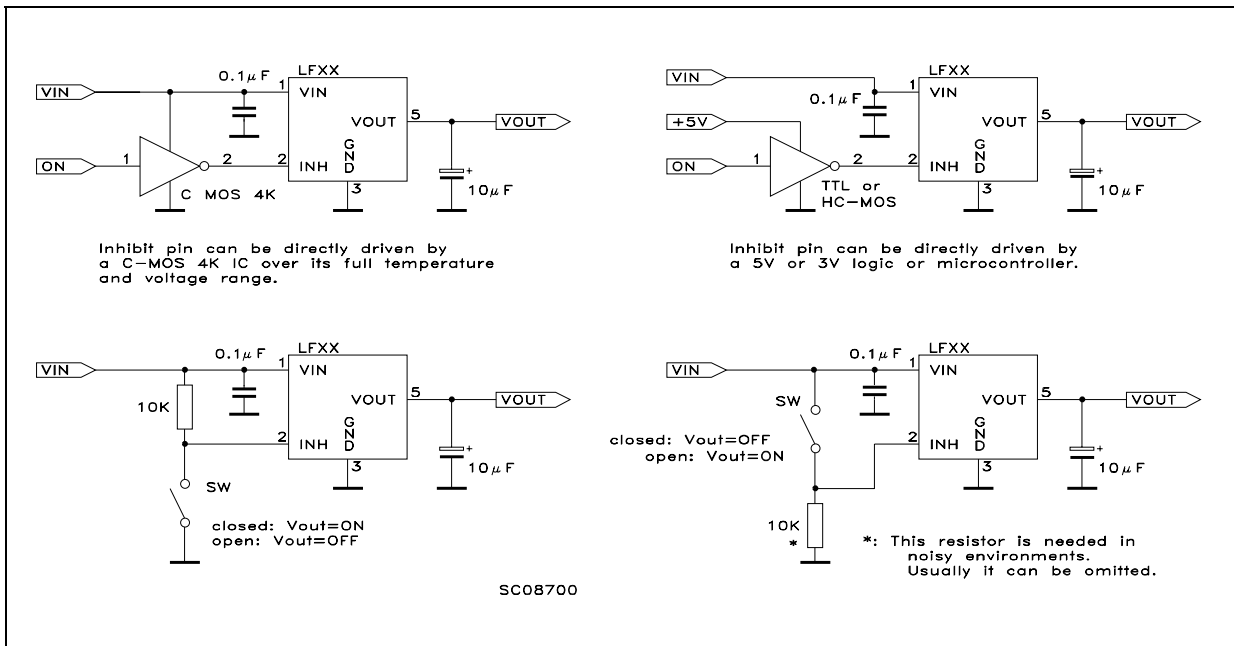 LFXX
0.1μF
VIN
1
VIN
VOUT
5
VOUT
ON
1
2
2
INH
GND
3
10μF
+
C MOS 4K
Inhibit pin can be directly driven by
a C-MOS 4K IC over its full temperature
and voltage range.
LFXX
VIN
1
VIN
0.1μF
+5V
VOUT
5
VOUT
ON
1
2
2
INH
GND
3
10μF
+
TTL or
HC-MOS
Inhibit pin can be directly driven by
a 5V or 3V logic or microcontroller.
LFXX
0.1μF
VIN
1
VIN
10K
VOUT
5
VOUT
2
INH
GND
3
10μF
+
SW
closed: Vout=ON
open: Vout=OFF
LFXX
0.1μF
VIN
1
VIN
SW
VOUT
5
VOUT
closed: Vout=OFF
open: Vout=ON
2
INH
GND
3
10μF
+
10K
*
*: This resistor is needed in
noisy environments.
Usually it can be omitted.
SC08700